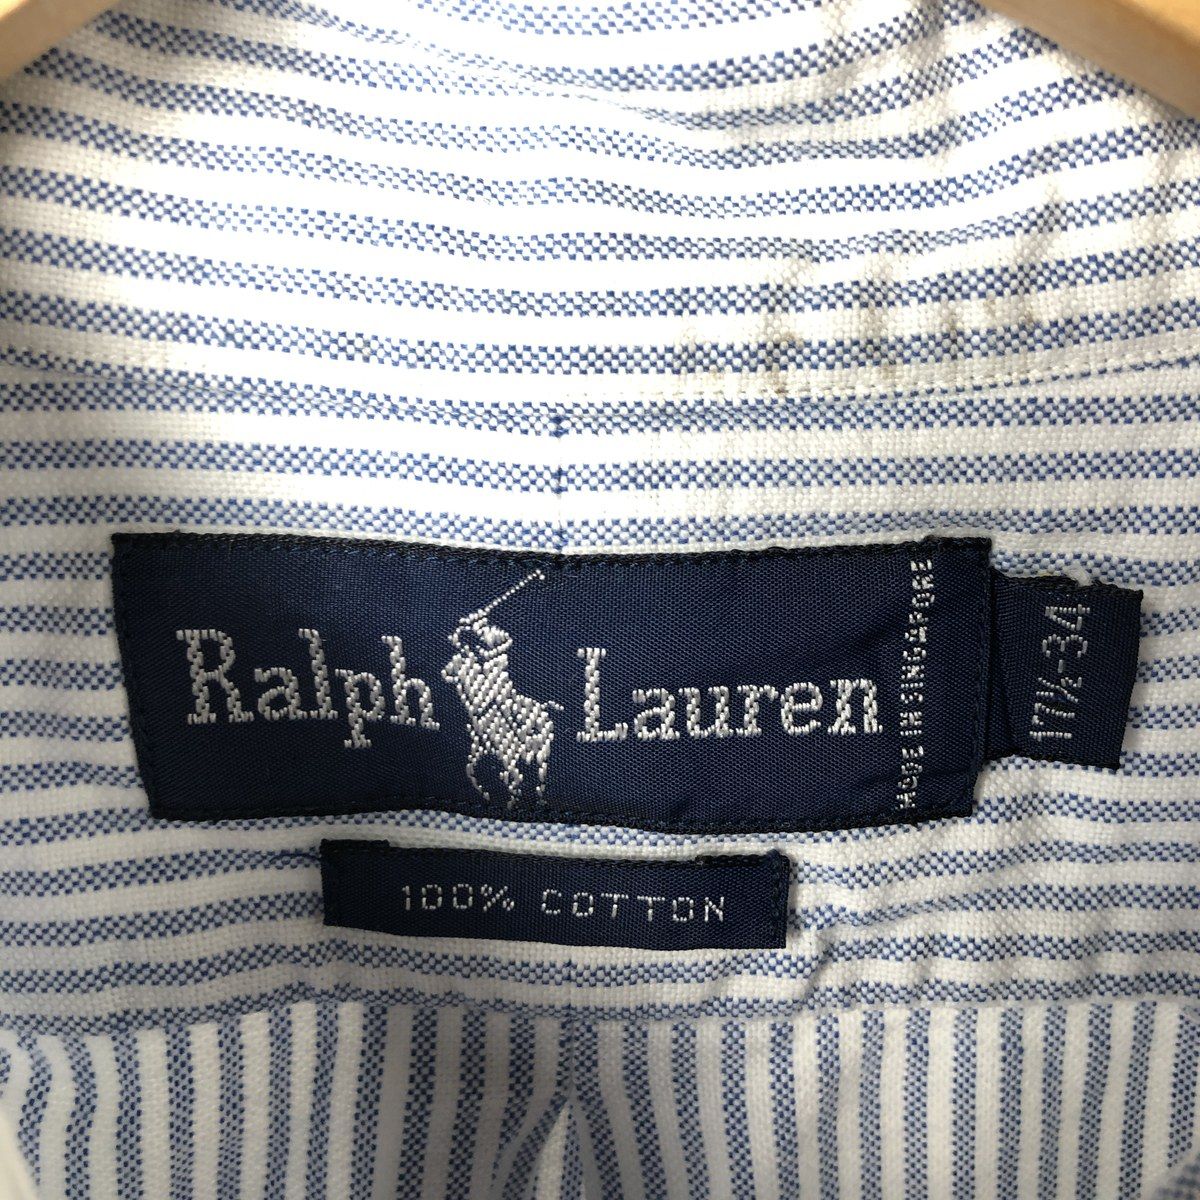 Ralph Lauren
MADE IN SINGAPORE
17½-34
100% COTTON